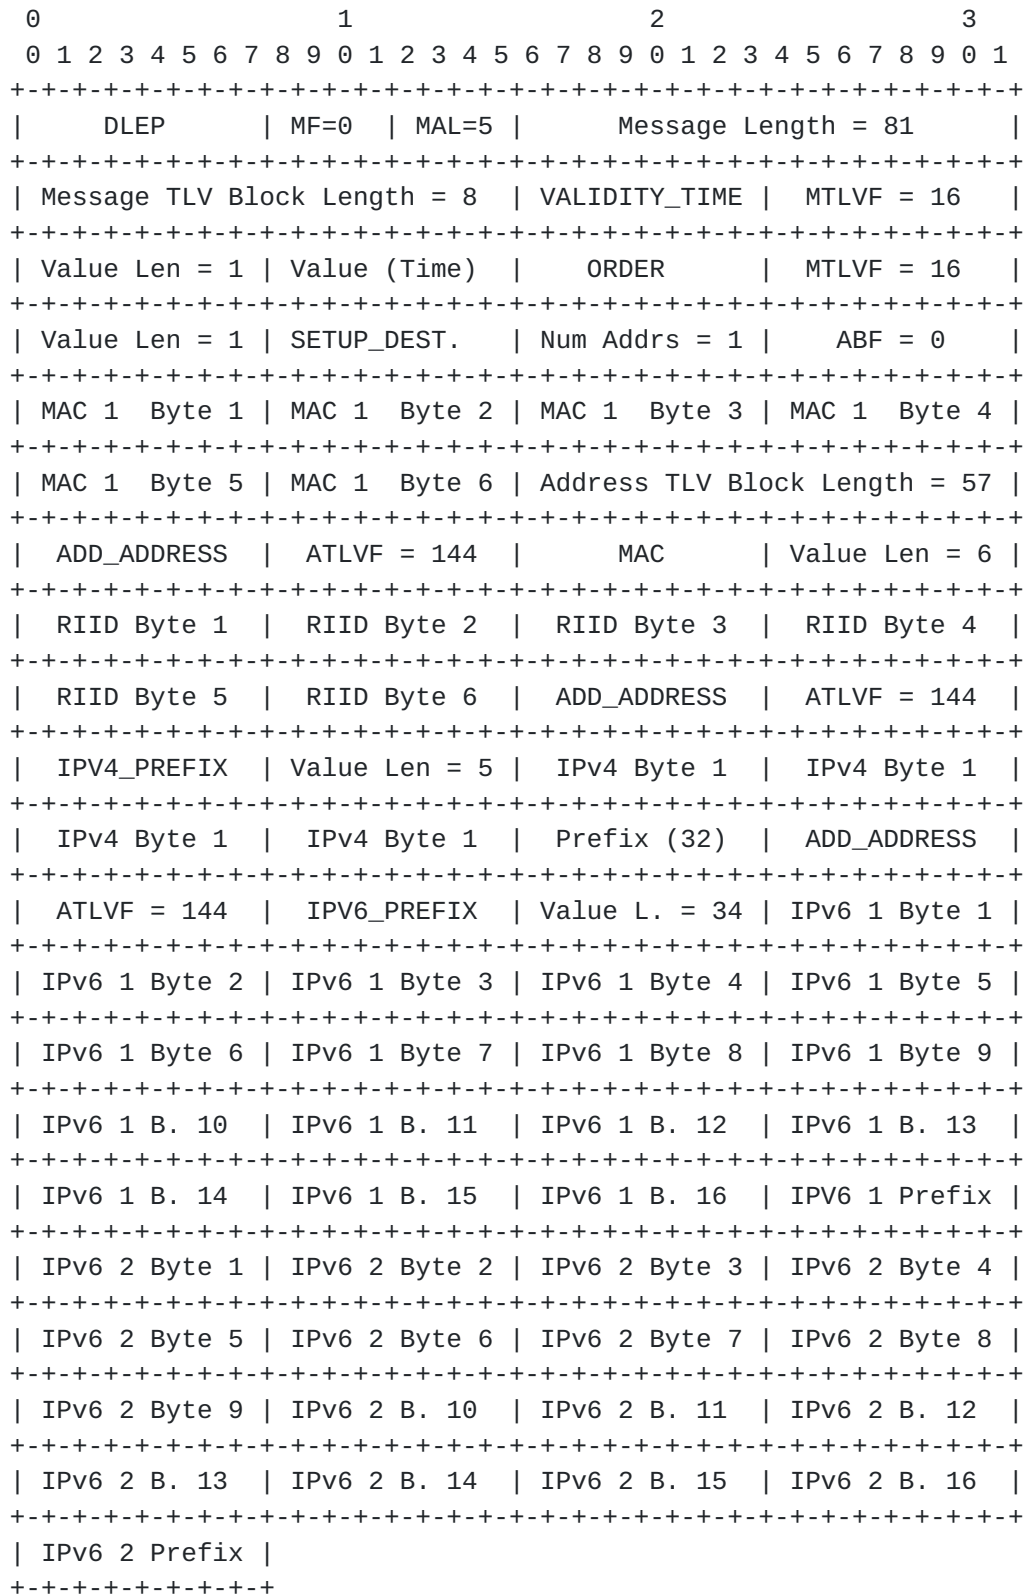 0                   1                   2                   3
 0 1 2 3 4 5 6 7 8 9 0 1 2 3 4 5 6 7 8 9 0 1 2 3 4 5 6 7 8 9 0 1
+-+-+-+-+-+-+-+-+-+-+-+-+-+-+-+-+-+-+-+-+-+-+-+-+-+-+-+-+-+-+-+-+
|      DLEP      | MF=0  | MAL=5 |      Message Length = 81      |
+-+-+-+-+-+-+-+-+-+-+-+-+-+-+-+-+-+-+-+-+-+-+-+-+-+-+-+-+-+-+-+-+
| Message TLV Block Length = 8  | VALIDITY_TIME |  MTLVF = 16   |
+-+-+-+-+-+-+-+-+-+-+-+-+-+-+-+-+-+-+-+-+-+-+-+-+-+-+-+-+-+-+-+-+
| Value Len = 1 | Value (Time)  |    ORDER      |  MTLVF = 16   |
+-+-+-+-+-+-+-+-+-+-+-+-+-+-+-+-+-+-+-+-+-+-+-+-+-+-+-+-+-+-+-+-+
| Value Len = 1 | SETUP_DEST.   | Num Addrs = 1 |    ABF = 0    |
+-+-+-+-+-+-+-+-+-+-+-+-+-+-+-+-+-+-+-+-+-+-+-+-+-+-+-+-+-+-+-+-+
| MAC 1  Byte 1 | MAC 1  Byte 2 | MAC 1  Byte 3 | MAC 1  Byte 4 |
+-+-+-+-+-+-+-+-+-+-+-+-+-+-+-+-+-+-+-+-+-+-+-+-+-+-+-+-+-+-+-+-+
| MAC 1  Byte 5 | MAC 1  Byte 6 | Address TLV Block Length = 57 |
+-+-+-+-+-+-+-+-+-+-+-+-+-+-+-+-+-+-+-+-+-+-+-+-+-+-+-+-+-+-+-+-+
|  ADD_ADDRESS  |  ATLVF = 144  |      MAC      | Value Len = 6 |
+-+-+-+-+-+-+-+-+-+-+-+-+-+-+-+-+-+-+-+-+-+-+-+-+-+-+-+-+-+-+-+-+
|  RIID Byte 1  |  RIID Byte 2  |  RIID Byte 3  |  RIID Byte 4  |
+-+-+-+-+-+-+-+-+-+-+-+-+-+-+-+-+-+-+-+-+-+-+-+-+-+-+-+-+-+-+-+-+
|  RIID Byte 5  |  RIID Byte 6  |  ADD_ADDRESS  |  ATLVF = 144  |
+-+-+-+-+-+-+-+-+-+-+-+-+-+-+-+-+-+-+-+-+-+-+-+-+-+-+-+-+-+-+-+-+
|  IPV4_PREFIX  | Value Len = 5 |  IPv4 Byte 1  |  IPv4 Byte 1  |
+-+-+-+-+-+-+-+-+-+-+-+-+-+-+-+-+-+-+-+-+-+-+-+-+-+-+-+-+-+-+-+-+
|  IPv4 Byte 1  |  IPv4 Byte 1  |  Prefix (32)  |  ADD_ADDRESS  |
+-+-+-+-+-+-+-+-+-+-+-+-+-+-+-+-+-+-+-+-+-+-+-+-+-+-+-+-+-+-+-+-+
|  ATLVF = 144  |  IPV6_PREFIX  | Value L. = 34 | IPv6 1 Byte 1 |
+-+-+-+-+-+-+-+-+-+-+-+-+-+-+-+-+-+-+-+-+-+-+-+-+-+-+-+-+-+-+-+-+
| IPv6 1 Byte 2 | IPv6 1 Byte 3 | IPv6 1 Byte 4 | IPv6 1 Byte 5 |
+-+-+-+-+-+-+-+-+-+-+-+-+-+-+-+-+-+-+-+-+-+-+-+-+-+-+-+-+-+-+-+-+
| IPv6 1 Byte 6 | IPv6 1 Byte 7 | IPv6 1 Byte 8 | IPv6 1 Byte 9 |
+-+-+-+-+-+-+-+-+-+-+-+-+-+-+-+-+-+-+-+-+-+-+-+-+-+-+-+-+-+-+-+-+
| IPv6 1 B. 10  | IPv6 1 B. 11  | IPv6 1 B. 12  | IPv6 1 B. 13  |
+-+-+-+-+-+-+-+-+-+-+-+-+-+-+-+-+-+-+-+-+-+-+-+-+-+-+-+-+-+-+-+-+
| IPv6 1 B. 14  | IPv6 1 B. 15  | IPv6 1 B. 16  | IPV6 1 Prefix |
+-+-+-+-+-+-+-+-+-+-+-+-+-+-+-+-+-+-+-+-+-+-+-+-+-+-+-+-+-+-+-+-+
| IPv6 2 Byte 1 | IPv6 2 Byte 2 | IPv6 2 Byte 3 | IPv6 2 Byte 4 |
+-+-+-+-+-+-+-+-+-+-+-+-+-+-+-+-+-+-+-+-+-+-+-+-+-+-+-+-+-+-+-+-+
| IPv6 2 Byte 5 | IPv6 2 Byte 6 | IPv6 2 Byte 7 | IPv6 2 Byte 8 |
+-+-+-+-+-+-+-+-+-+-+-+-+-+-+-+-+-+-+-+-+-+-+-+-+-+-+-+-+-+-+-+-+
| IPv6 2 Byte 9 | IPv6 2 B. 10  | IPv6 2 B. 11  | IPv6 2 B. 12  |
+-+-+-+-+-+-+-+-+-+-+-+-+-+-+-+-+-+-+-+-+-+-+-+-+-+-+-+-+-+-+-+-+
| IPv6 2 B. 13  | IPv6 2 B. 14  | IPv6 2 B. 15  | IPv6 2 B. 16  |
+-+-+-+-+-+-+-+-+-+-+-+-+-+-+-+-+-+-+-+-+-+-+-+-+-+-+-+-+-+-+-+-+
| IPv6 2 Prefix |
+-+-+-+-+-+-+-+-+